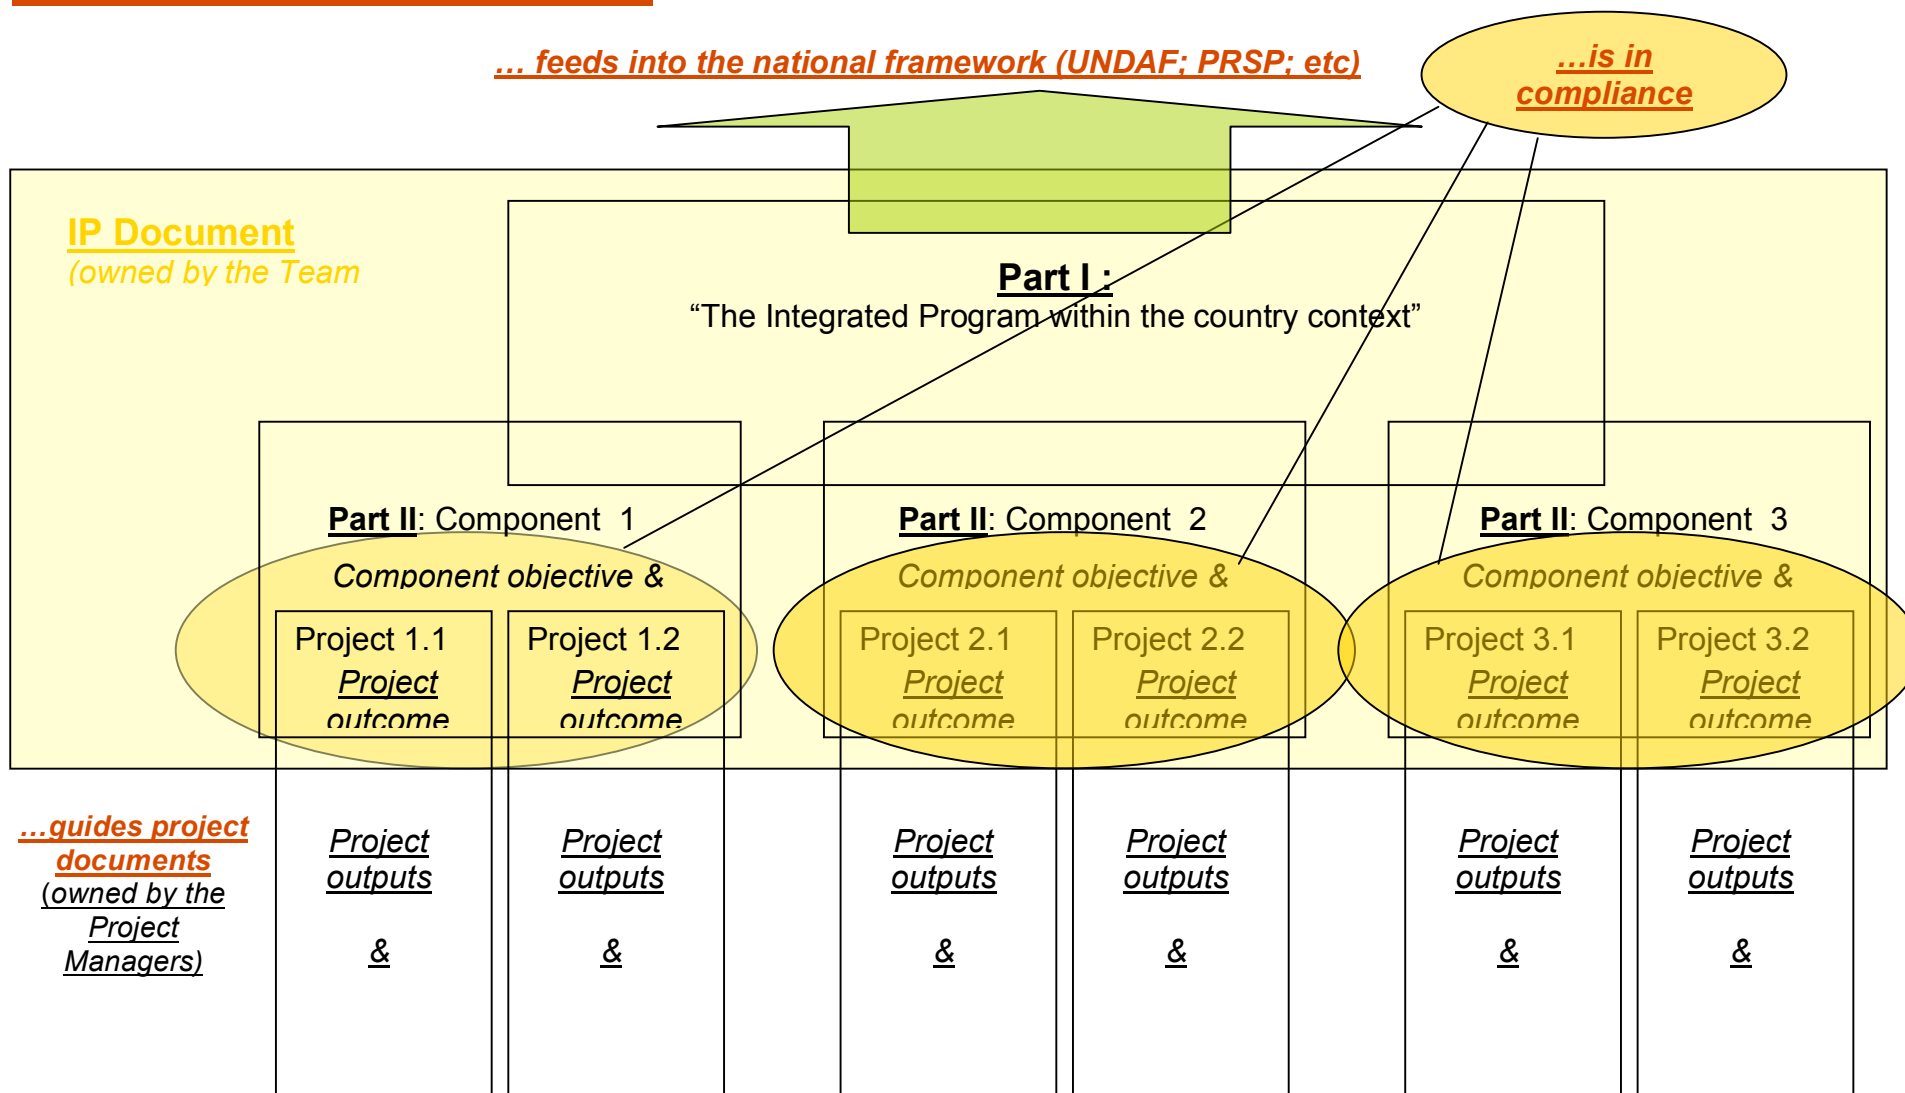 … feeds into the national framework (UNDAF; PRSP; etc)
…is in
compliance
IP Document
(owned by the Team
Part I :
“The Integrated Program within the country context”
Part II: Component 1
Component objective &
Project 1.1
Project
outcome
Project 1.2
Project
outcome
Part II: Component 2
Component objective &
Project 2.1
Project
outcome
Project 2.2
Project
outcome
Part II: Component 3
Component objective &
Project 3.1
Project
outcome
Project 3.2
Project
outcome
…guides project
documents
(owned by the
Project
Managers)
Project
outputs
&
Project
outputs
&
Project
outputs
&
Project
outputs
&
Project
outputs
&
Project
outputs
&